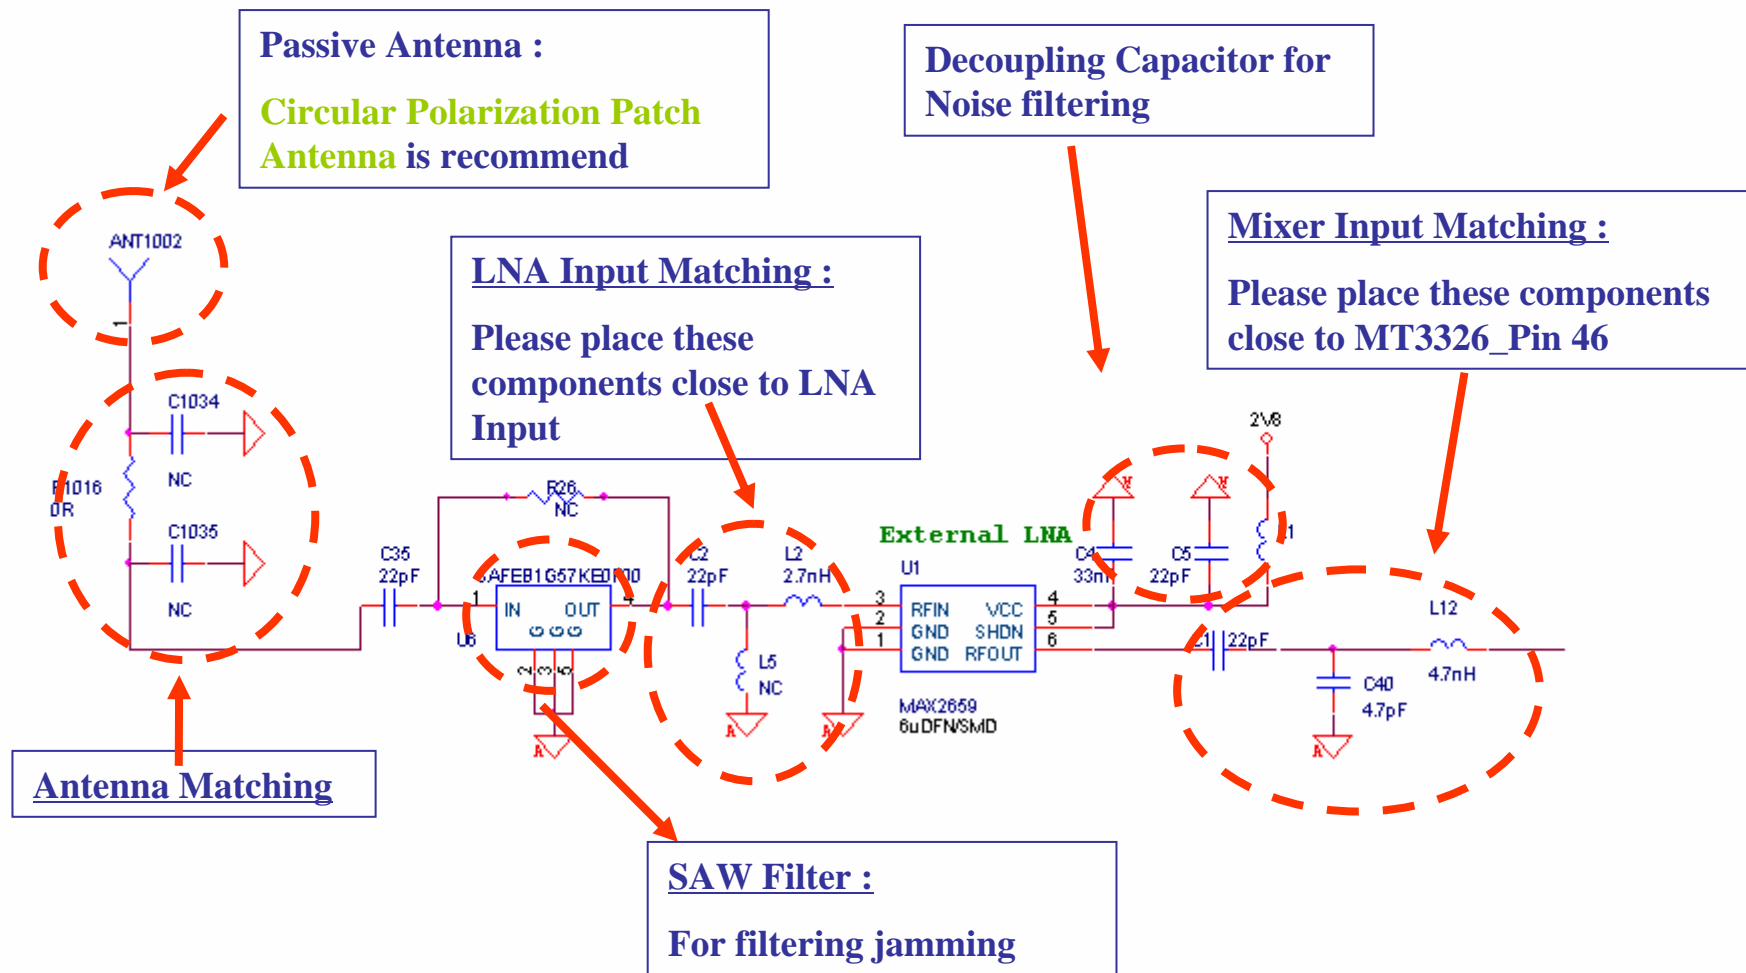 Passive Antenna :
Circular Polarization Patch
Antenna is recommend
Decoupling Capacitor for
Noise filtering
Mixer Input Matching :
Please place these components
close to MT3326_Pin 46
LNA Input Matching :
Please place these
components close to LNA
Input
ANT1002
1
C1034
NC
0R
C1035
NC
C35
22pF
R26
NC
1
IN
OUT
4
G G G
U6
2
3
5
A
C2
22pF
L2
2.7nH
L5
NC
A
External LNA
U1
3
2
1
RFIN
GND
GND
VCC
SHDN
RFOUT
4
5
6
A
MAX2659
6uDFN/SMD
C4
C5
22pF
2V8
C1
22pF
C40
4.7pF
A
L12
4.7nH
Antenna Matching
SAW Filter :
For filtering jamming